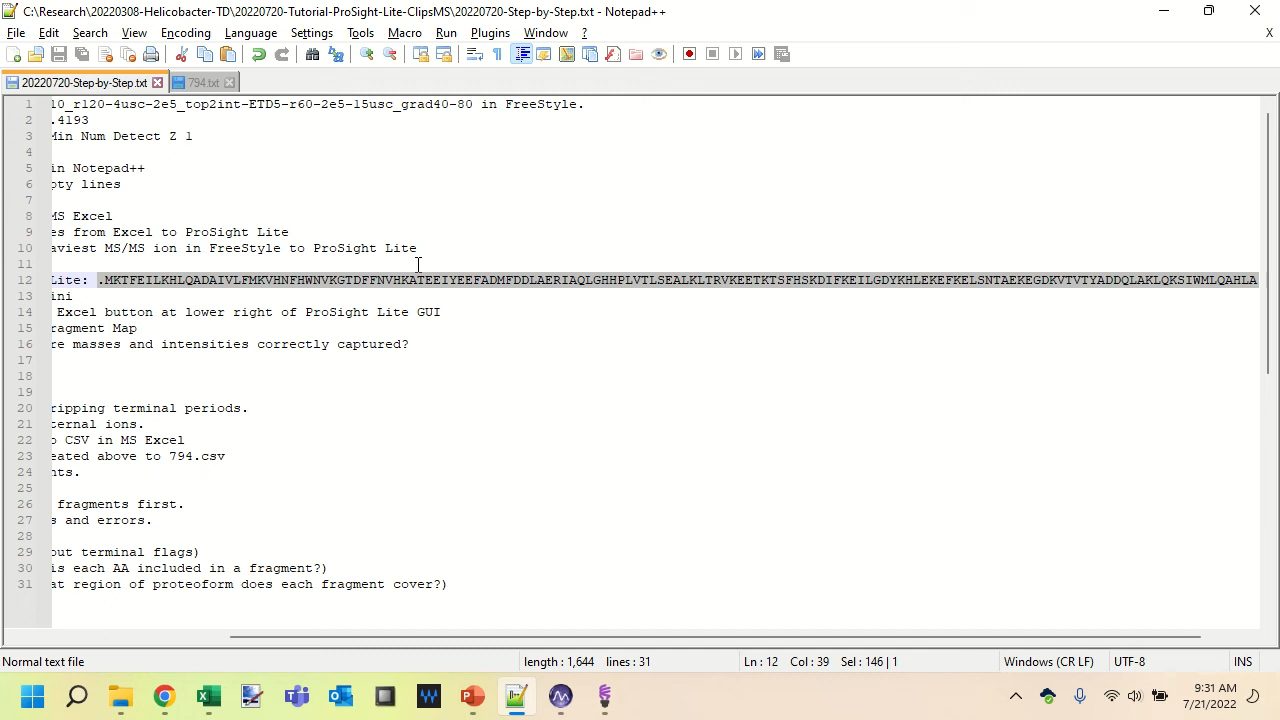 C:\Research\20220308-Helicobacter-TD\20220720-Tutorial-ProSight-Lite-ClipsMS\20220720-Step-by-Step.txt - Notepad++
File Edit Search View Encoding Language Settings Tools Macro Run Plugins Window ? X
20220720-Step-by-Step.txt 794.txt
1 10_r120-4usc-2e5_top2int-ETD5-r60-2e5-15usc_grad40-80 in FreeStyle.
2 .4193
3 Min Num Detect Z 1
4
5 in Notepad++
6 pty lines
7
8 MS Excel
9 es from Excel to ProSight Lite
10 aviest MS/MS ion in FreeStyle to ProSight Lite
11
12 Lite: .MKTFEILKHLQADAIVLFMKVHNFHWNVKGTDFFNVHKATEEIYEEFADMFDDLAERIAQLGHHPLVTLSEALKLTRVKEETKTSFHSKDIFKEILGDYKHLEKEFKELSNTAEKEGDKVTVTYADDQLAKLQKSIWMLQAHLA
13 ini
14 Excel button at lower right of ProSight Lite GUI
15 ragment Map
16 re masses and intensities correctly captured?
17
18
19
20 ripping terminal periods.
21 ternal ions.
22 o CSV in MS Excel
23 eated above to 794.csv
24 nts.
25
26 fragments first.
27 s and errors.
28
29 out terminal flags)
30 is each AA included in a fragment?)
31 at region of proteoform does each fragment cover?)
Normal text file length : 1,644 lines : 31 Ln : 12 Col : 39 Sel : 146 | 1 Windows (CR LF) UTF-8 INS
9:31 AM
7/21/2022